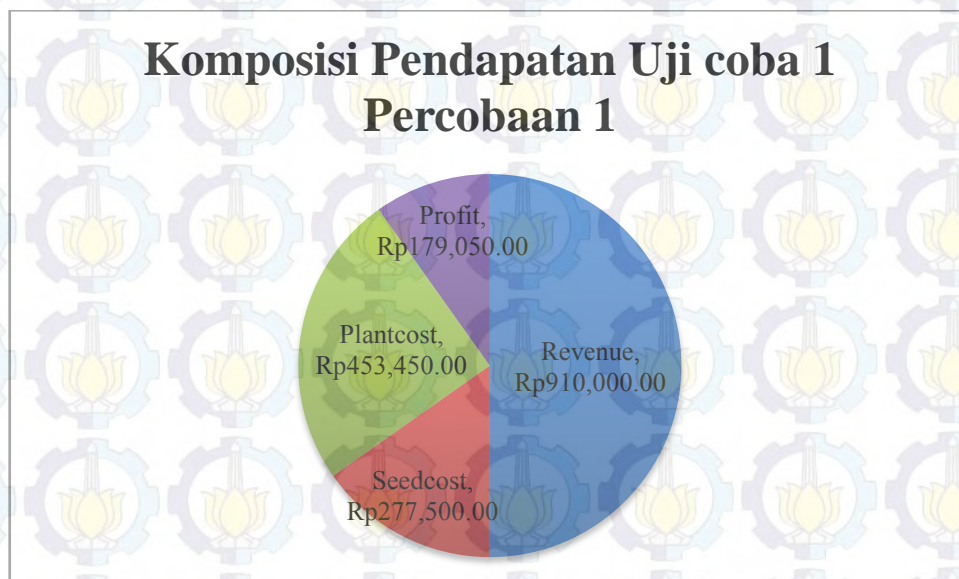 Komposisi Pendapatan Uji coba 1
Percobaan 1
Profit,
Rp179,050.00
Plantcost,
Rp453,450.00
Revenue,
Rp910,000.00
Seedcost,
Rp277,500.00